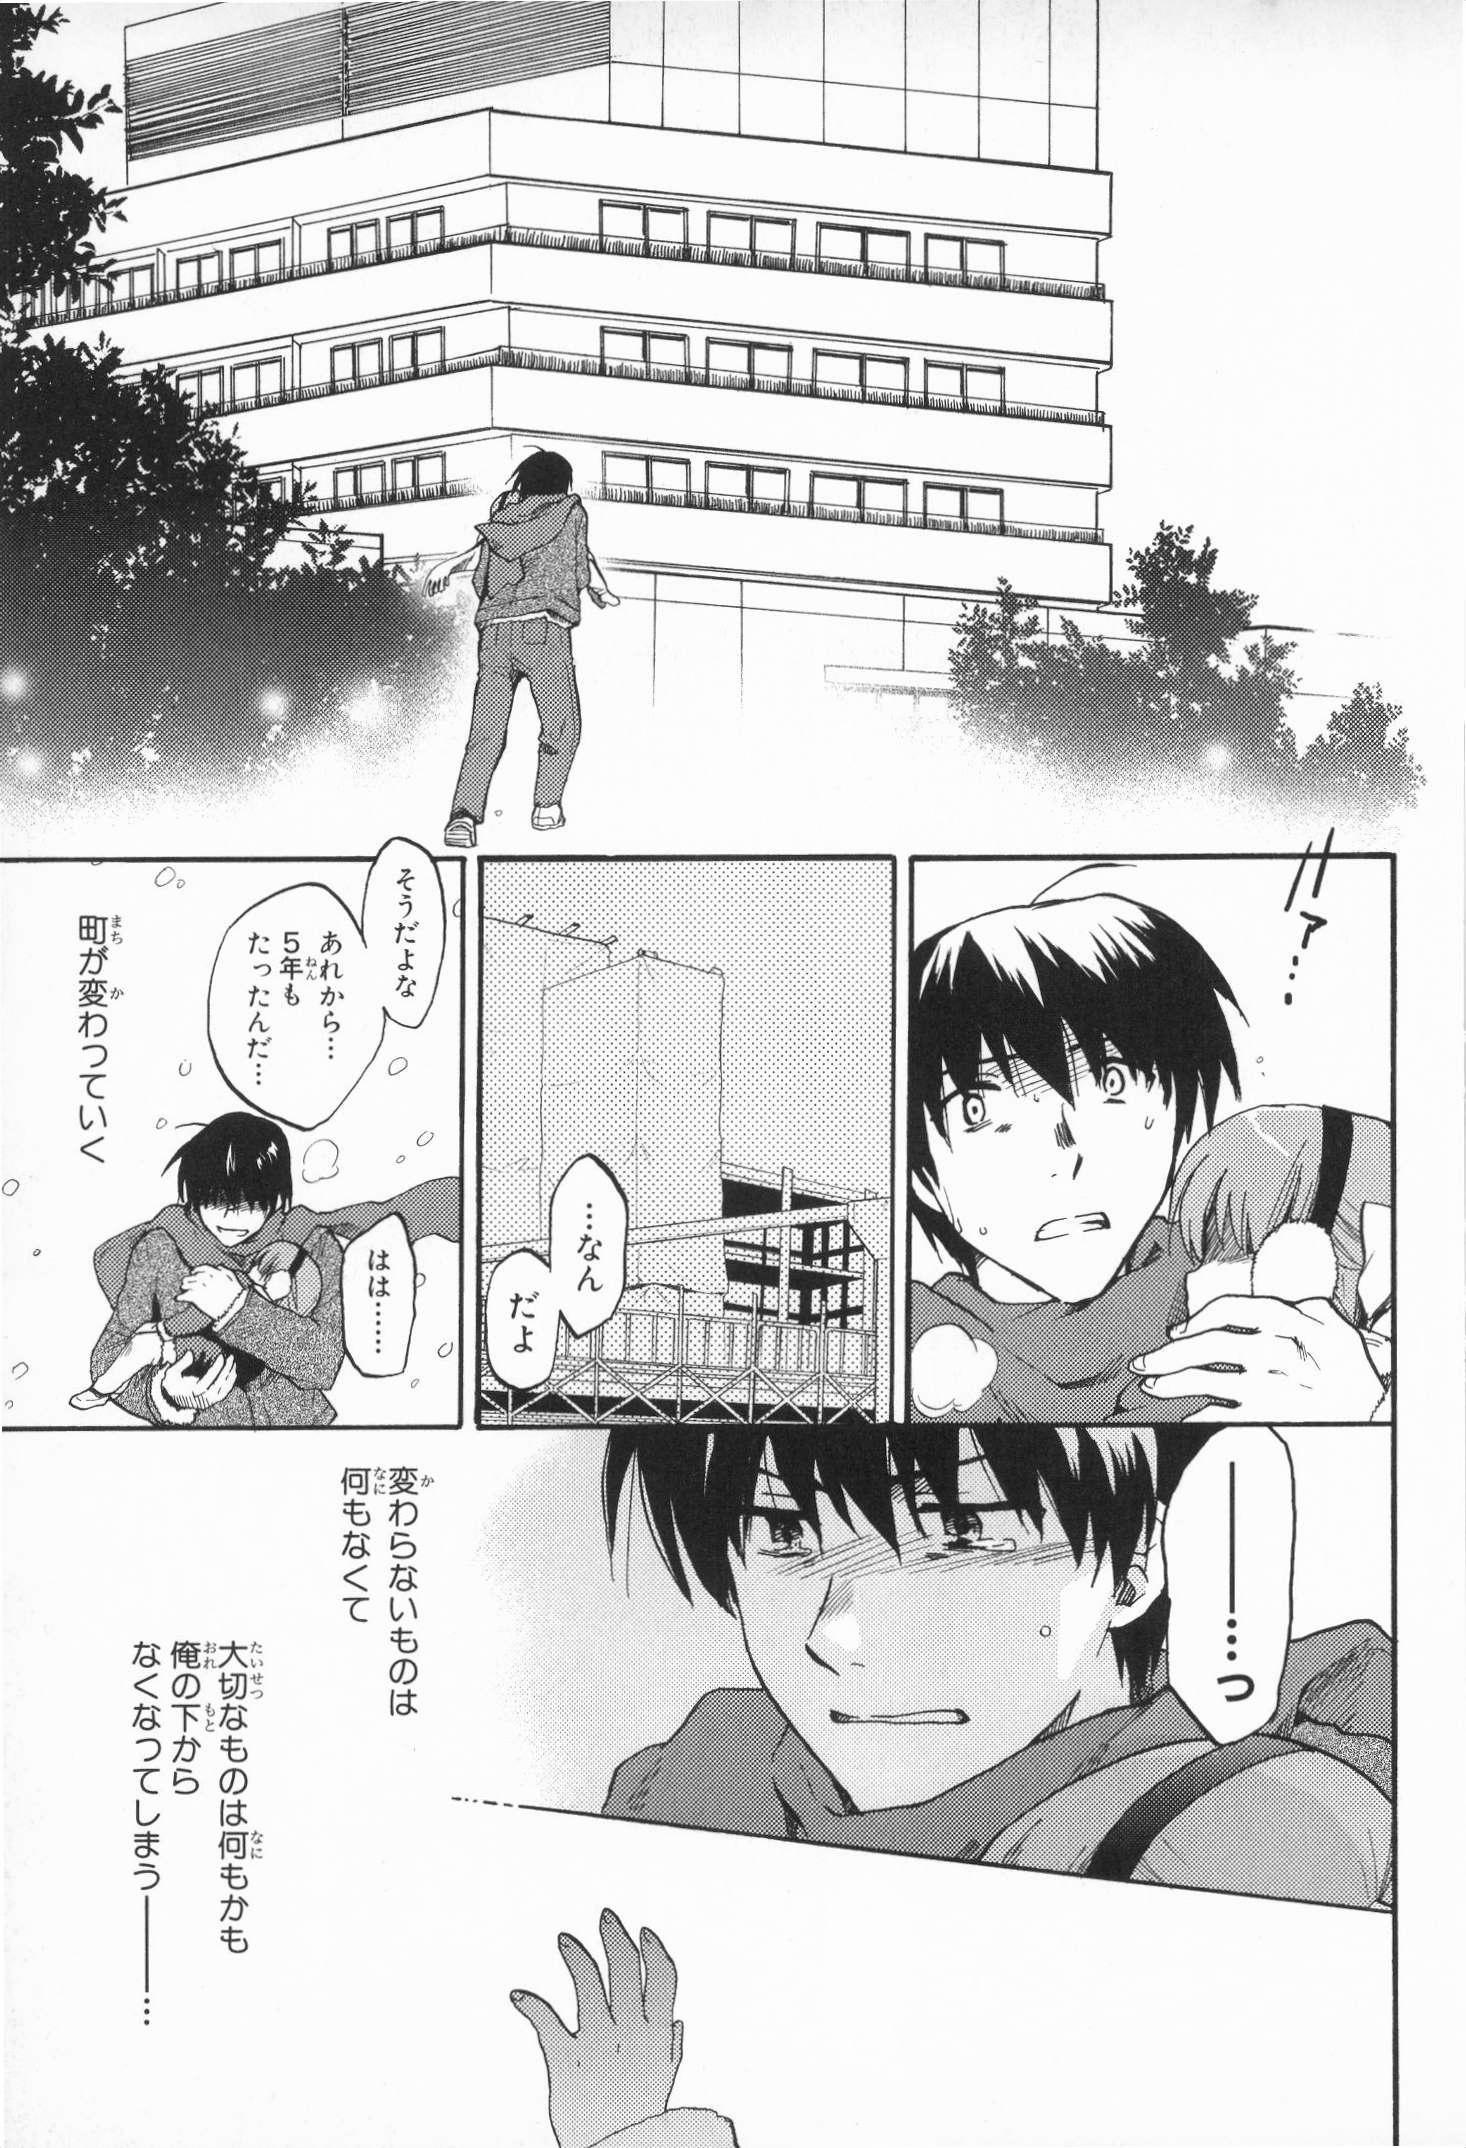 ァ…
…なん
だよ
そうだよな
あれから…
5年も
たったんだ…
はは……
町が変わっていく
――…っ
変わらないものは
何もなくて
大切なものは何もかも
俺の下から
なくなってしまう――…